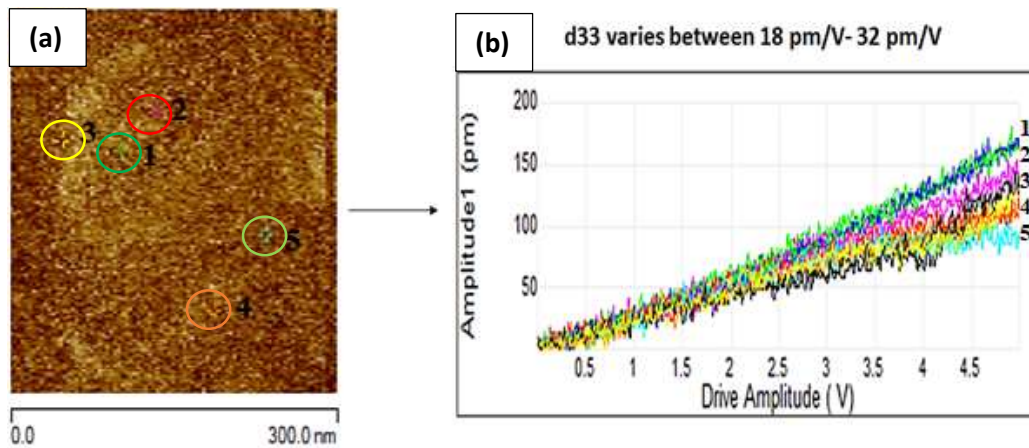 (a)
2
3
1
5
4
0.0 300.0 nm
(b) d33 varies between 18 pm/V- 32 pm/V
Amplitude1 (pm)
200
150
100
50
1
2
3
4
5
0.5 1 1.5 2 2.5 3 3.5 4 4.5
Drive Amplitude ( V)